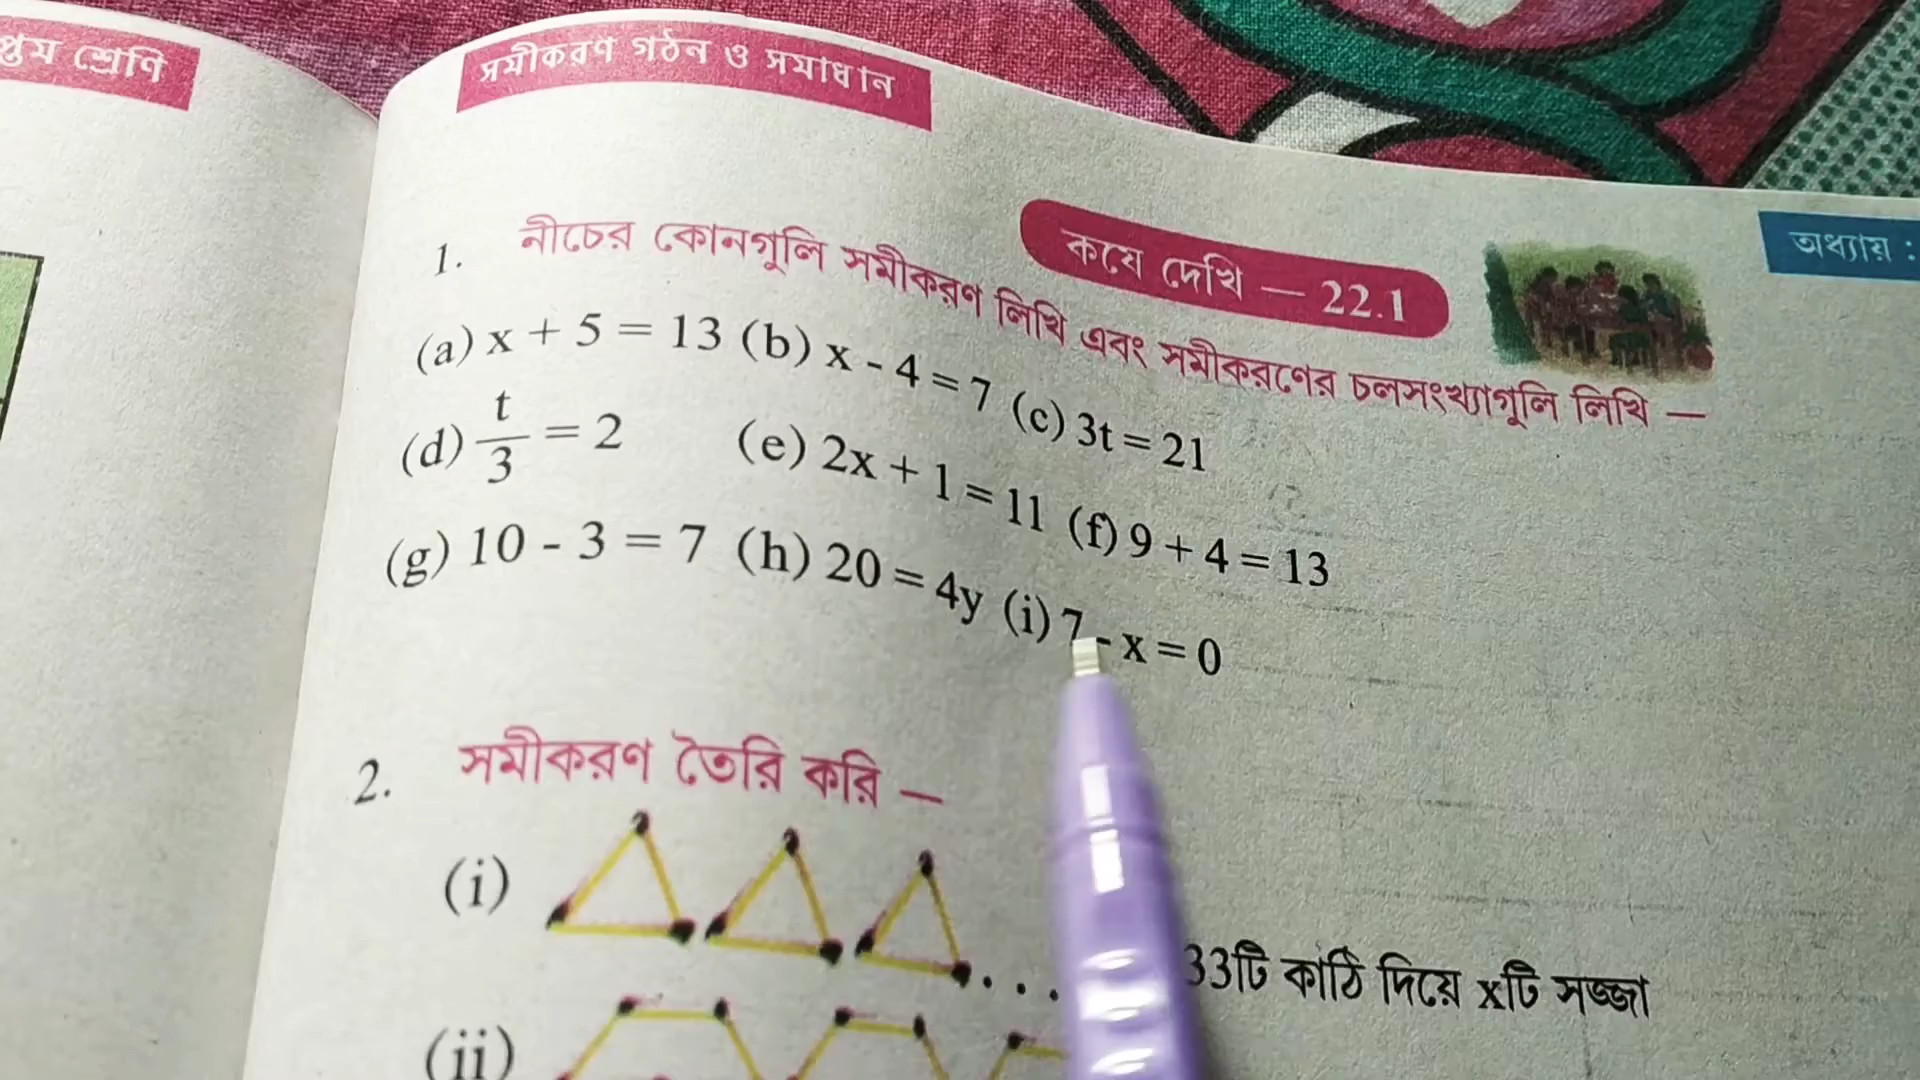 শ্রেণি
সমীকরণ গঠন ও সমাধান
অধ্যায় :
কষে দেখি — 22.1
1. নীচের কোনগুলি সমীকরণ লিখি এবং সমীকরণের চলসংখ্যাগুলি লিখি —
(a) x + 5 = 13 (b) x - 4 = 7 (c) 3t = 21
(d) t/3 = 2 (e) 2x + 1 = 11 (f) 9 + 4 = 13
(g) 10 - 3 = 7 (h) 20 = 4y (i) 7 - x = 0
2. সমীকরণ তৈরি করি —
(i) . . . 33টি কাঠি দিয়ে xটি সজ্জা
(ii)